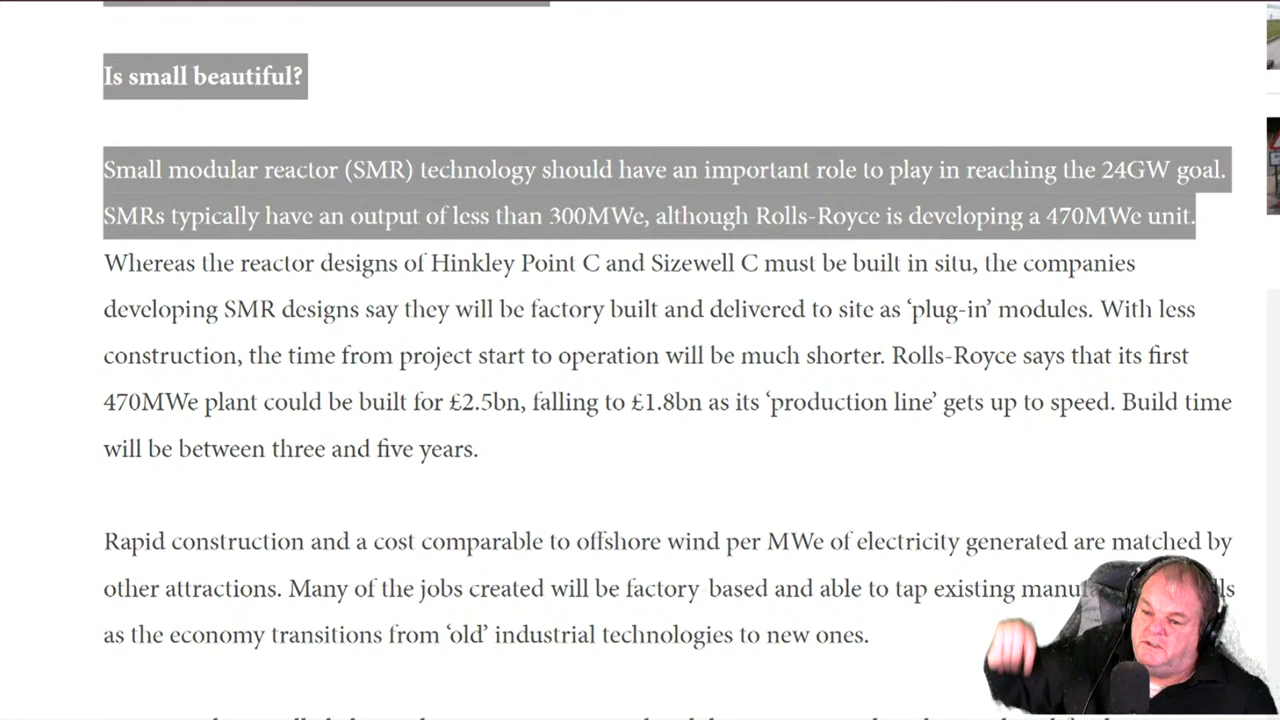 Is small beautiful?
Small modular reactor (SMR) technology should have an important role to play in reaching the 24GW goal.
SMRs typically have an output of less than 300MWe, although Rolls-Royce is developing a 470MWe unit.
Whereas the reactor designs of Hinkley Point C and Sizewell C must be built in situ, the companies
developing SMR designs say they will be factory built and delivered to site as ‘plug-in’ modules. With less
construction, the time from project start to operation will be much shorter. Rolls-Royce says that its first
470MWe plant could be built for £2.5bn, falling to £1.8bn as its ‘production line’ gets up to speed. Build time
will be between three and five years.
Rapid construction and a cost comparable to offshore wind per MWe of electricity generated are matched by
other attractions. Many of the jobs created will be factory-based and able to tap existing
as the economy transitions from ‘old’ industrial technologies to new ones.